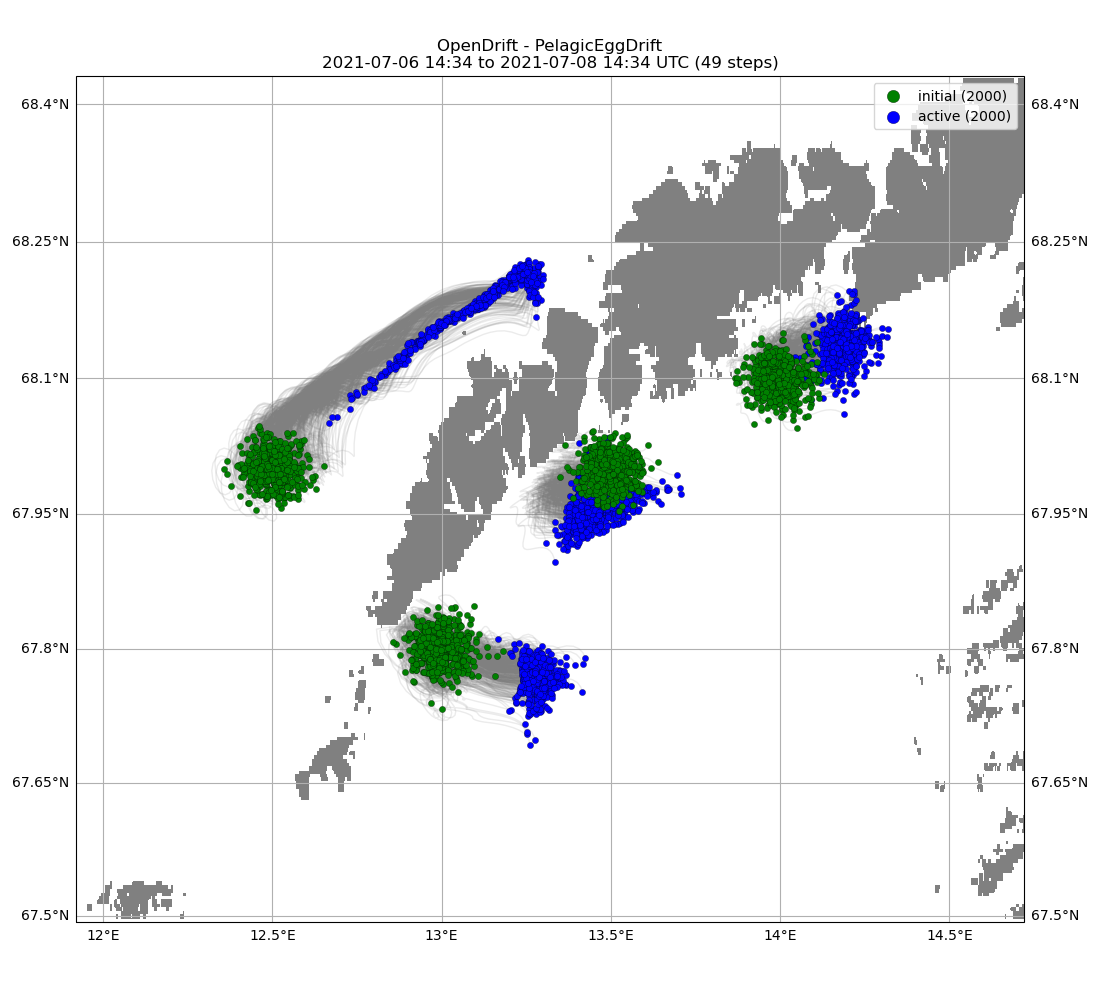 OpenDrift - PelagicEggDrift
2021-07-06 14:34 to 2021-07-08 14:34 UTC (49 steps)
initial (2000)
active (2000)
68.4°N
68.4°N
68.25°N
68.25°N
68.1°N
68.1°N
67.95°N
67.95°N
67.8°N
67.8°N
67.65°N
67.65°N
67.5°N
67.5°N
12°E
12.5°E
13°E
13.5°E
14°E
14.5°E